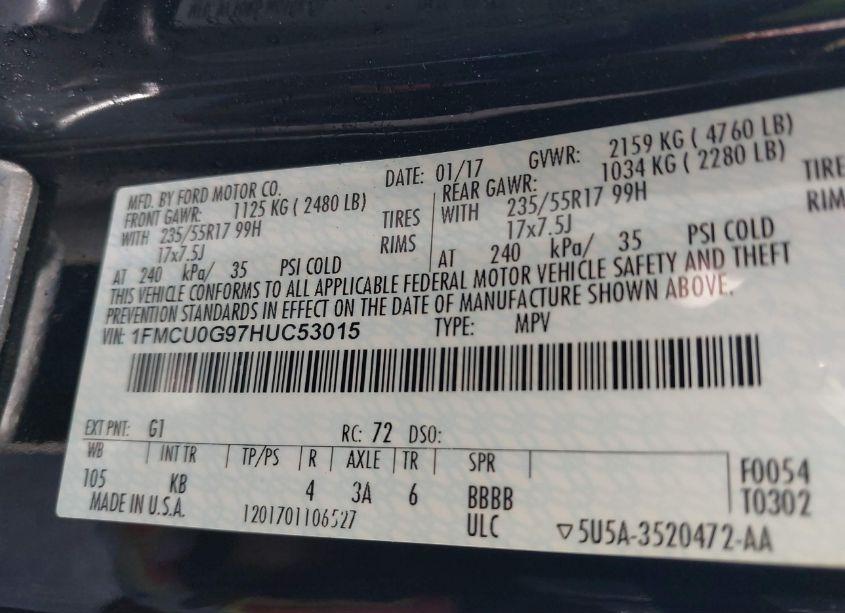 MFD. BY FORD MOTOR CO. DATE: 01/17 GVWR: 2159 KG ( 4760 LB)
FRONT GAWR: 1125 KG ( 2480 LB) REAR GAWR: 1034 KG ( 2280 LB)
WITH 235/55R17 99H TIRES WITH 235/55R17 99H TIRE
17x7.5J RIMS 17x7.5J RIM
AT 240 kPa/ 35 PSI COLD AT 240 kPa/ 35 PSI COLD
THIS VEHICLE CONFORMS TO ALL APPLICABLE FEDERAL MOTOR VEHICLE SAFETY AND THEFT
PREVENTION STANDARDS IN EFFECT ON THE DATE OF MANUFACTURE SHOWN ABOVE.
VIN: 1FMCU0G97HUC53015 TYPE: MPV
EXT PNT: G1 RC: 72 DSO:
WB INT TR TP/PS R AXLE TR SPR
105 KB 4 3A 6 BBBB F0054
MADE IN U.S.A. 1201701106527 ULC T0302
▽5U5A-3520472-AA